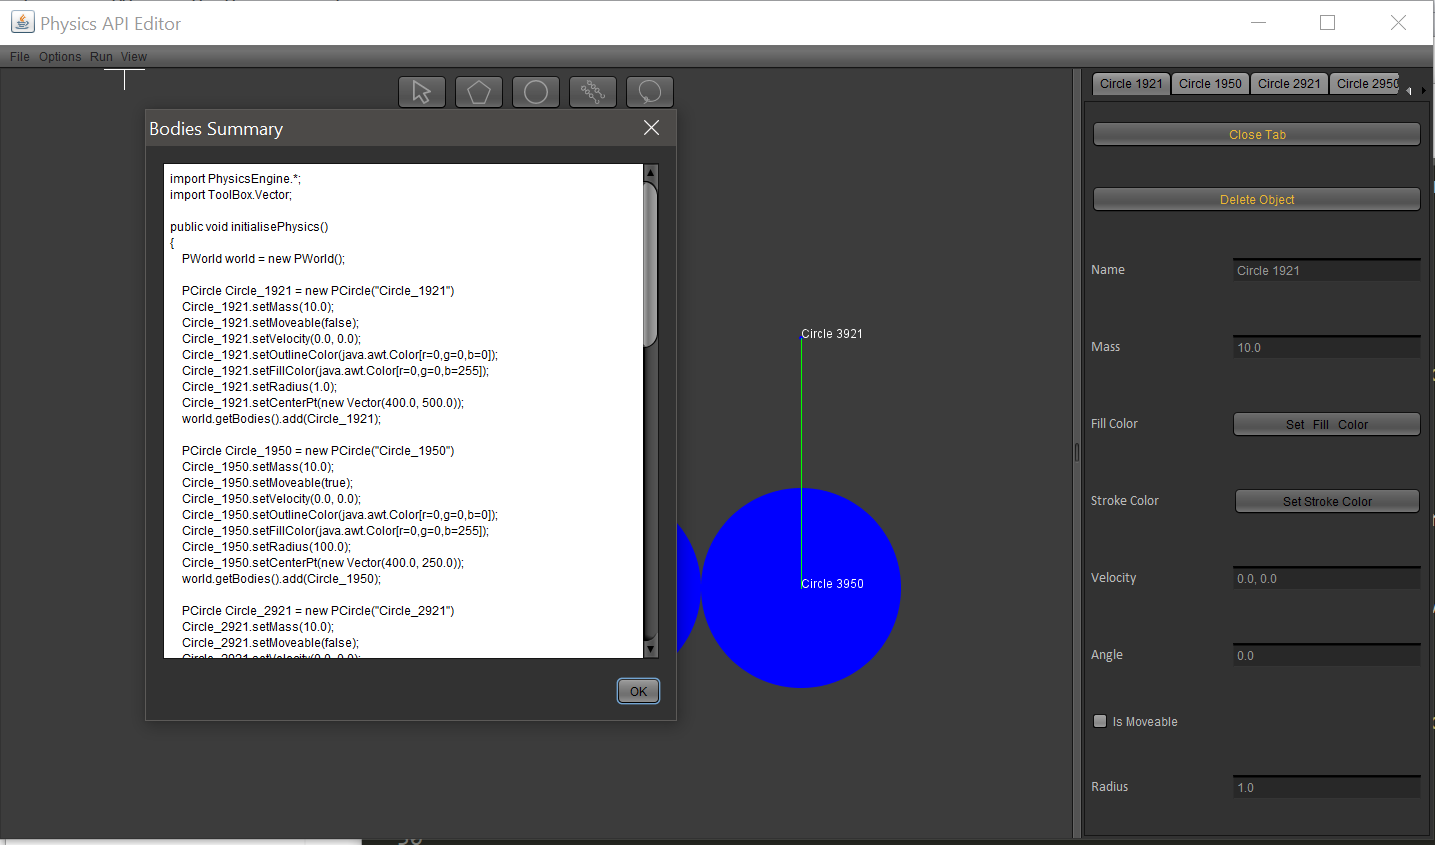 Physics API Editor
File Options Run View
Bodies Summary
import PhysicsEngine.*;
import ToolBox.Vector;
public void initialisePhysics()
{
PWorld world = new PWorld();
PCircle Circle_1921 = new PCircle("Circle_1921")
Circle_1921.setMass(10.0);
Circle_1921.setMoveable(false);
Circle_1921.setVelocity(0.0, 0.0);
Circle_1921.setOutlineColor(java.awt.Color[r=0,g=0,b=0]);
Circle_1921.setFillColor(java.awt.Color[r=0,g=0,b=255]);
Circle_1921.setRadius(1.0);
Circle_1921.setCenterPt(new Vector(400.0, 500.0));
world.getBodies().add(Circle_1921);
PCircle Circle_1950 = new PCircle("Circle_1950")
Circle_1950.setMass(10.0);
Circle_1950.setMoveable(true);
Circle_1950.setVelocity(0.0, 0.0);
Circle_1950.setOutlineColor(java.awt.Color[r=0,g=0,b=0]);
Circle_1950.setFillColor(java.awt.Color[r=0,g=0,b=255]);
Circle_1950.setRadius(100.0);
Circle_1950.setCenterPt(new Vector(400.0, 250.0));
world.getBodies().add(Circle_1950);
PCircle Circle_2921 = new PCircle("Circle_2921")
Circle_2921.setMass(10.0);
Circle_2921.setMoveable(false);
Circle_2921.setVelocity(0.0, 0.0);
OK
Circle 3921
Circle 3950
Circle 1921 Circle 1950 Circle 2921 Circle 2950
Close Tab
Delete Object
Name Circle 1921
Mass 10.0
Fill Color Set Fill Color
Stroke Color Set Stroke Color
Velocity 0.0, 0.0
Angle 0.0
Is Moveable
Radius 1.0